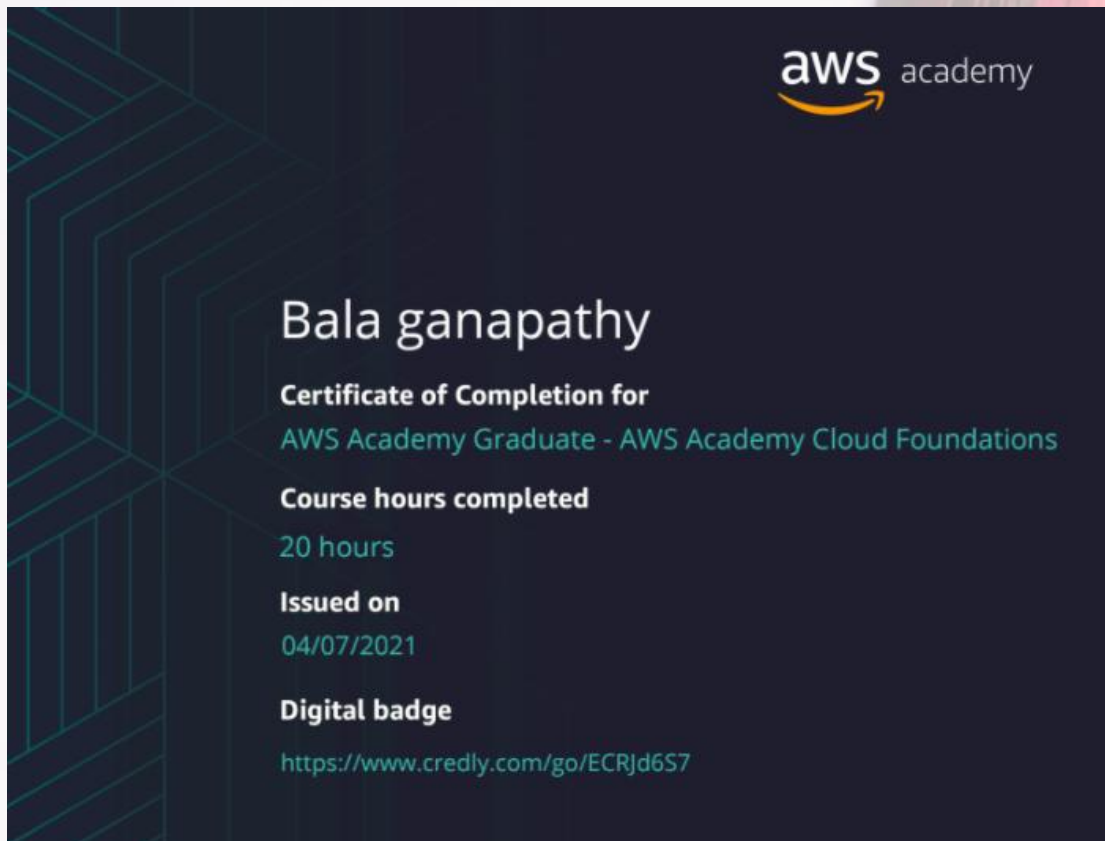 aws academy
Bala ganapathy
Certificate of Completion for
AWS Academy Graduate - AWS Academy Cloud Foundations
Course hours completed
20 hours
Issued on
04/07/2021
Digital badge
https://www.credly.com/go/ECRJd6S7